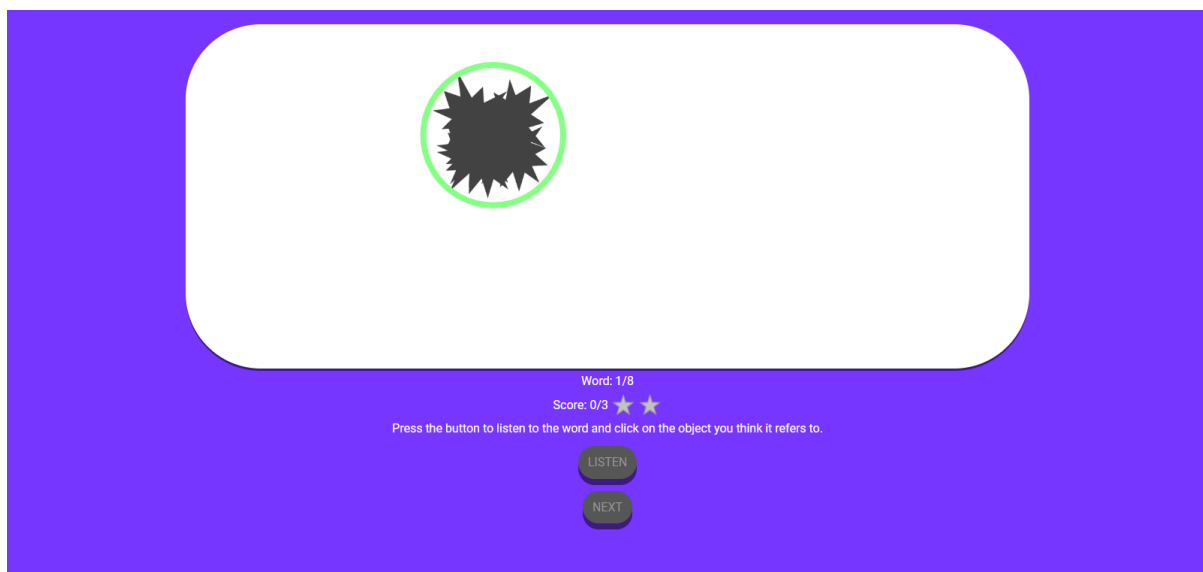 Word: 1/8
Score: 0/3
Press the button to listen to the word and click on the object you think it refers to.
LISTEN
NEXT